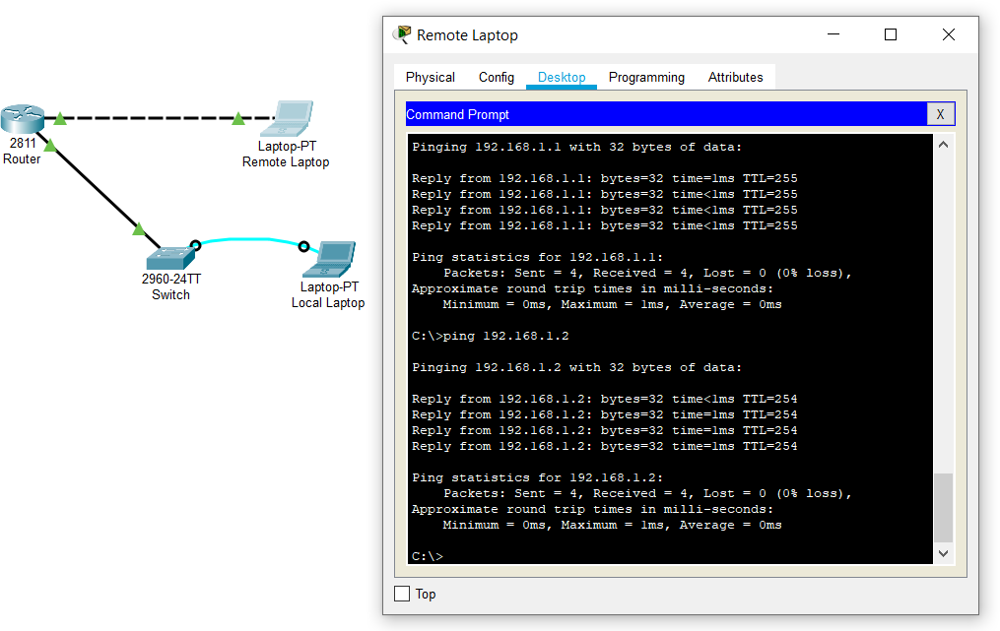 2811
Router
Laptop-PT
Remote Laptop
2960-24TT
Switch
Laptop-PT
Local Laptop
Remote Laptop
Physical Config Desktop Programming Attributes
Command Prompt X
Pinging 192.168.1.1 with 32 bytes of data:
Reply from 192.168.1.1: bytes=32 time=1ms TTL=255
Reply from 192.168.1.1: bytes=32 time<1ms TTL=255
Reply from 192.168.1.1: bytes=32 time<1ms TTL=255
Reply from 192.168.1.1: bytes=32 time<1ms TTL=255
Ping statistics for 192.168.1.1:
Packets: Sent = 4, Received = 4, Lost = 0 (0% loss),
Approximate round trip times in milli-seconds:
Minimum = 0ms, Maximum = 1ms, Average = 0ms
C:\>ping 192.168.1.2
Pinging 192.168.1.2 with 32 bytes of data:
Reply from 192.168.1.2: bytes=32 time<1ms TTL=254
Reply from 192.168.1.2: bytes=32 time=1ms TTL=254
Reply from 192.168.1.2: bytes=32 time=1ms TTL=254
Reply from 192.168.1.2: bytes=32 time=1ms TTL=254
Ping statistics for 192.168.1.2:
Packets: Sent = 4, Received = 4, Lost = 0 (0% loss),
Approximate round trip times in milli-seconds:
Minimum = 0ms, Maximum = 1ms, Average = 0ms
C:\>
Top